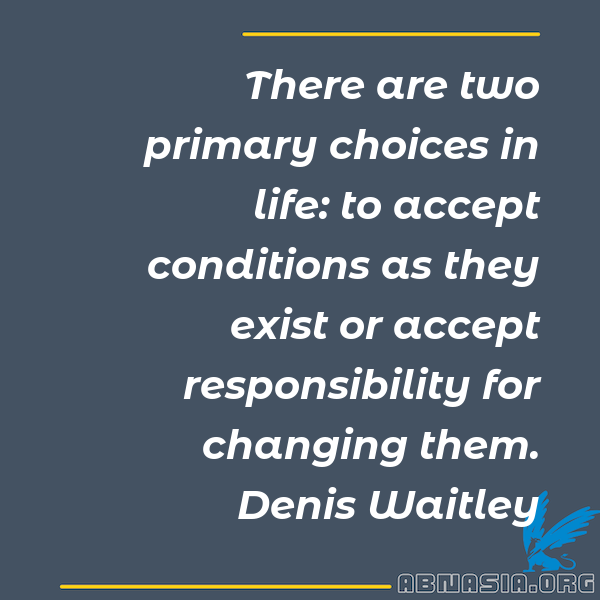 There are two
primary choices in
life: to accept
conditions as they
exist or accept
responsibility for
changing them.
Denis Waitley
ABNASIA.ORG